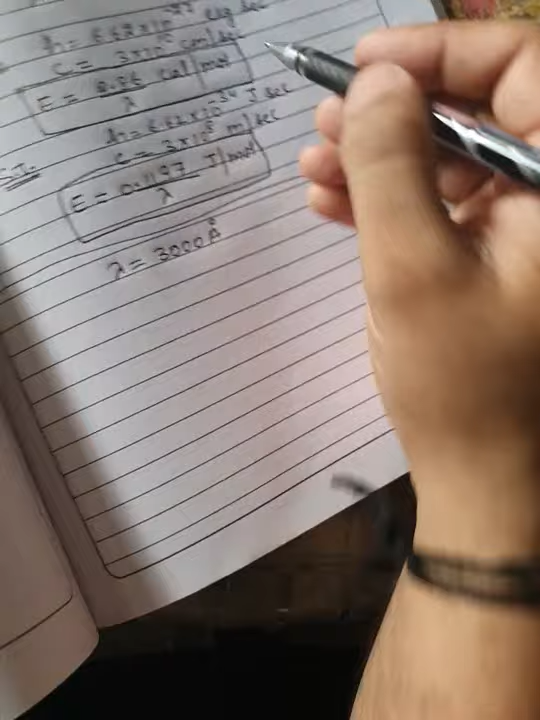 h = 6.62 × 10⁻²⁷ erg sec
C = 3 × 10¹⁰ cm/sec
E = 2.86 / λ cal/mol
S.I.
h = 6.62 × 10⁻³⁴ J sec
c = 3 × 10⁸ m/sec
E = 0.1197 / λ J/mol
λ = 3000 Å